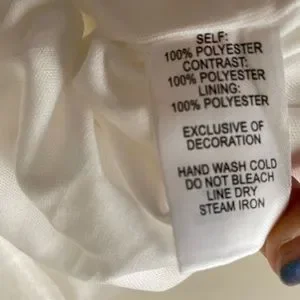 SELF:
100% POLYESTER
CONTRAST:
100% POLYESTER
LINING:
100% POLYESTER
EXCLUSIVE OF
DECORATION
HAND WASH COLD
DO NOT BLEACH
LINE DRY
STEAM IRON